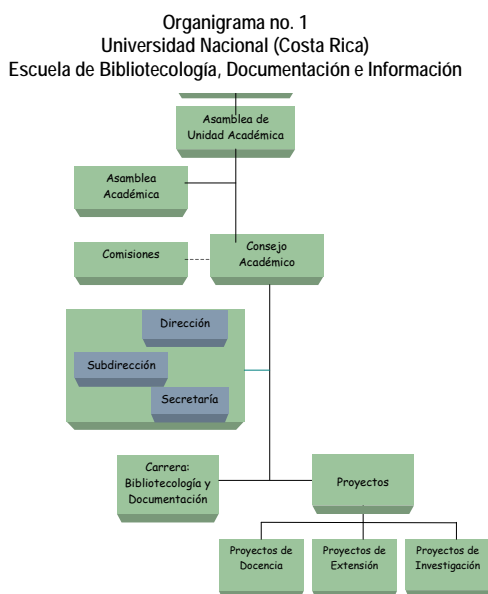 Organigrama no. 1
Universidad Nacional (Costa Rica)
Escuela de Bibliotecología, Documentación e Información
Asamblea de
Unidad Académica
Asamblea
Académica
Comisiones
Consejo
Académico
Dirección
Subdirección
Secretaría
Carrera:
Bibliotecología y
Documentación
Proyectos
Proyectos de
Docencia
Proyectos de
Extensión
Proyectos de
Investigación